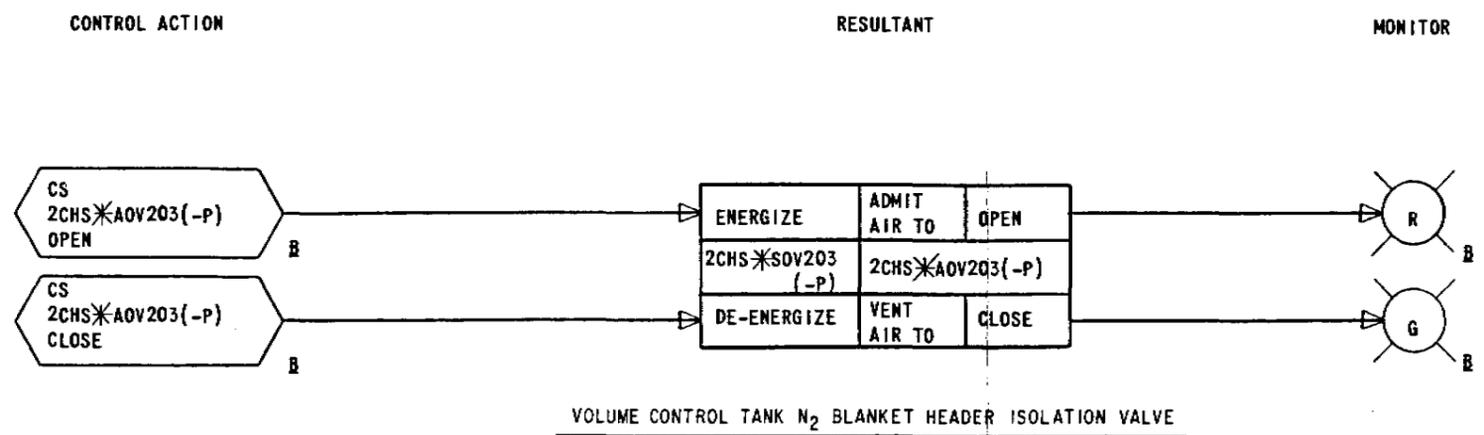 CONTROL ACTION
RESULTANT
MONITOR
CS
2CHS*AOV203(-P)
OPEN
B
ENERGIZE
ADMIT
AIR TO
OPEN
R
B
2CHS*SOV203
(-P)
2CHS*AOV203(-P)
CS
2CHS*AOV203(-P)
CLOSE
B
DE-ENERGIZE
VENT
AIR TO
CLOSE
G
B
VOLUME CONTROL TANK N₂ BLANKET HEADER ISOLATION VALVE